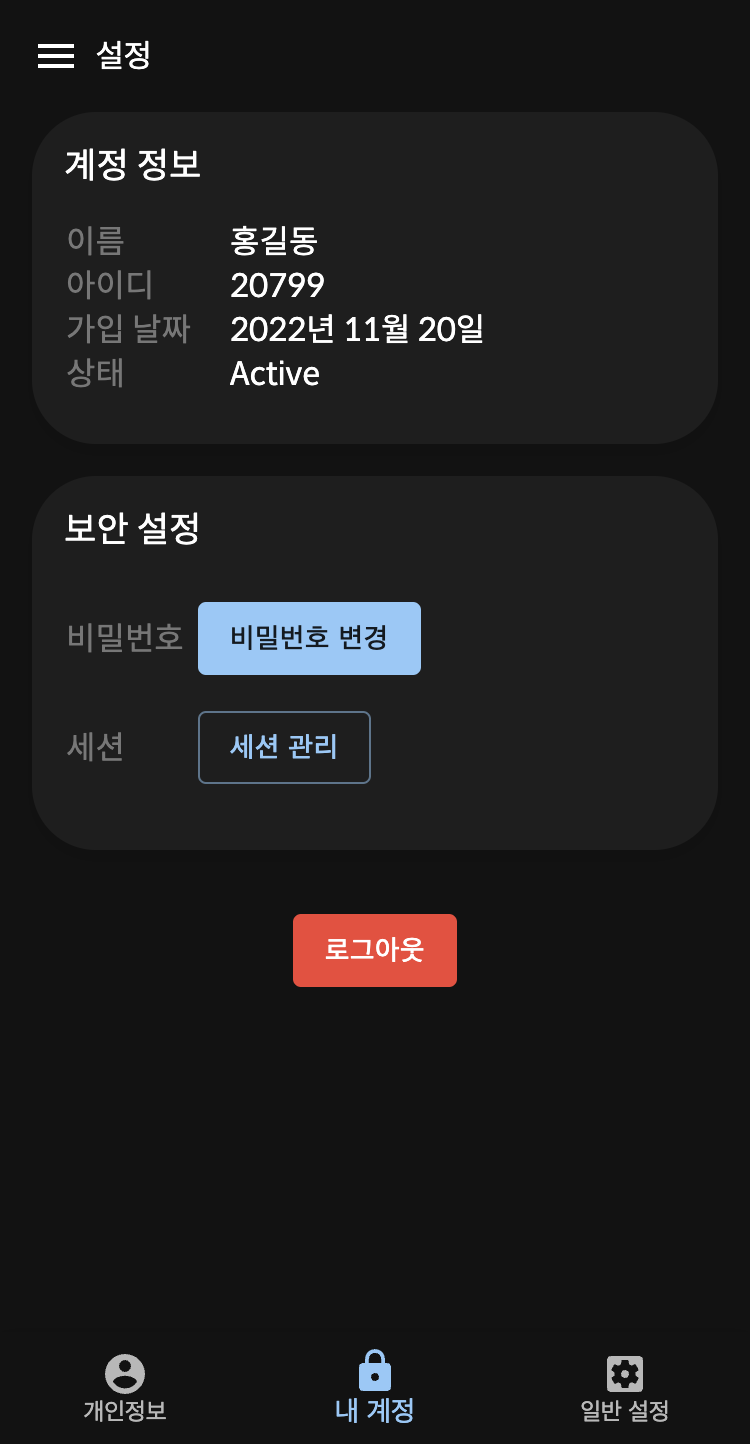 설정
계정 정보
이름 홍길동
아이디 20799
가입 날짜 2022년 11월 20일
상태 Active
보안 설정
비밀번호 비밀번호 변경
세션 세션 관리
로그아웃
개인정보 내 계정 일반 설정